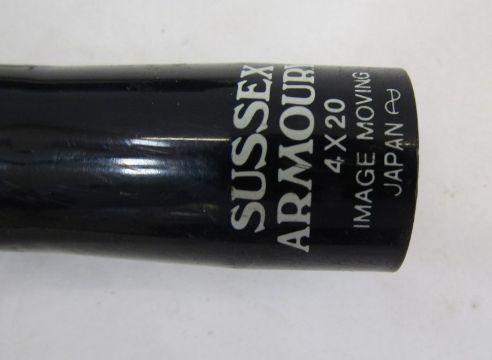 SUSSEX
ARMOURY
4 X 20
IMAGE MOVING
JAPAN